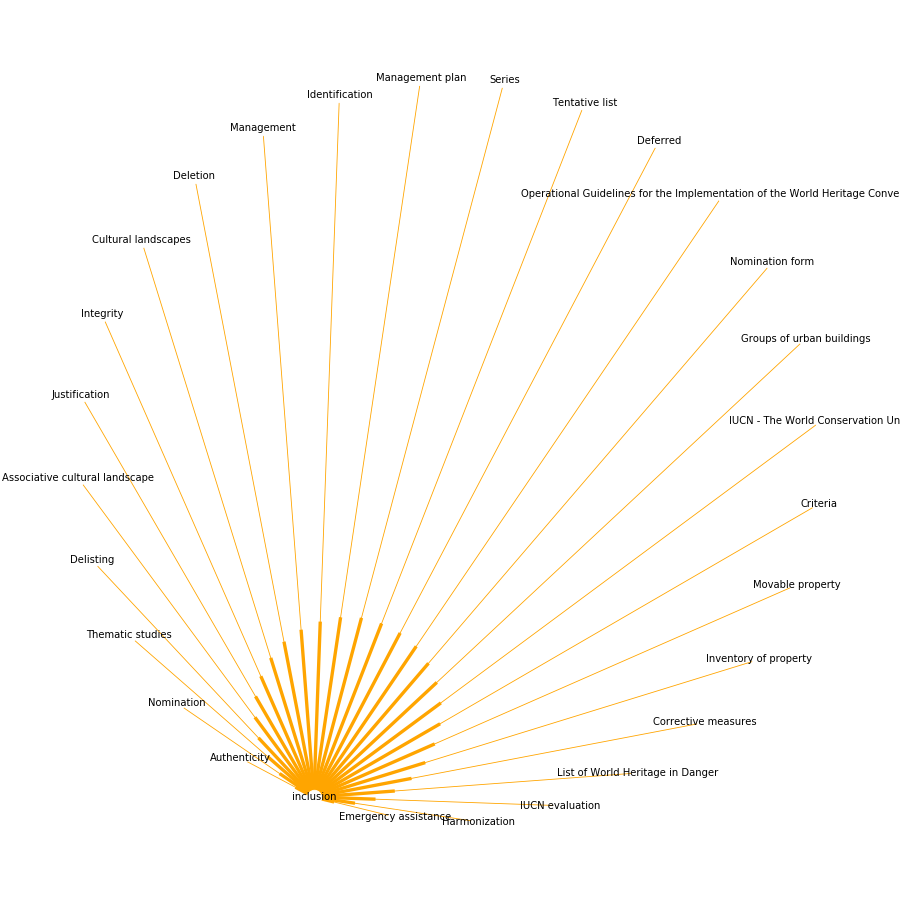 Management plan
Series
Identification
Tentative list
Management
Deferred
Deletion
Operational Guidelines for the Implementation of the World Heritage Conve
Cultural landscapes
Nomination form
Integrity
Groups of urban buildings
Justification
IUCN - The World Conservation Un
Associative cultural landscape
Criteria
Delisting
Movable property
Thematic studies
Inventory of property
Nomination
Corrective measures
Authenticity
List of World Heritage in Danger
inclusion
IUCN evaluation
Emergency assistance
Harmonization